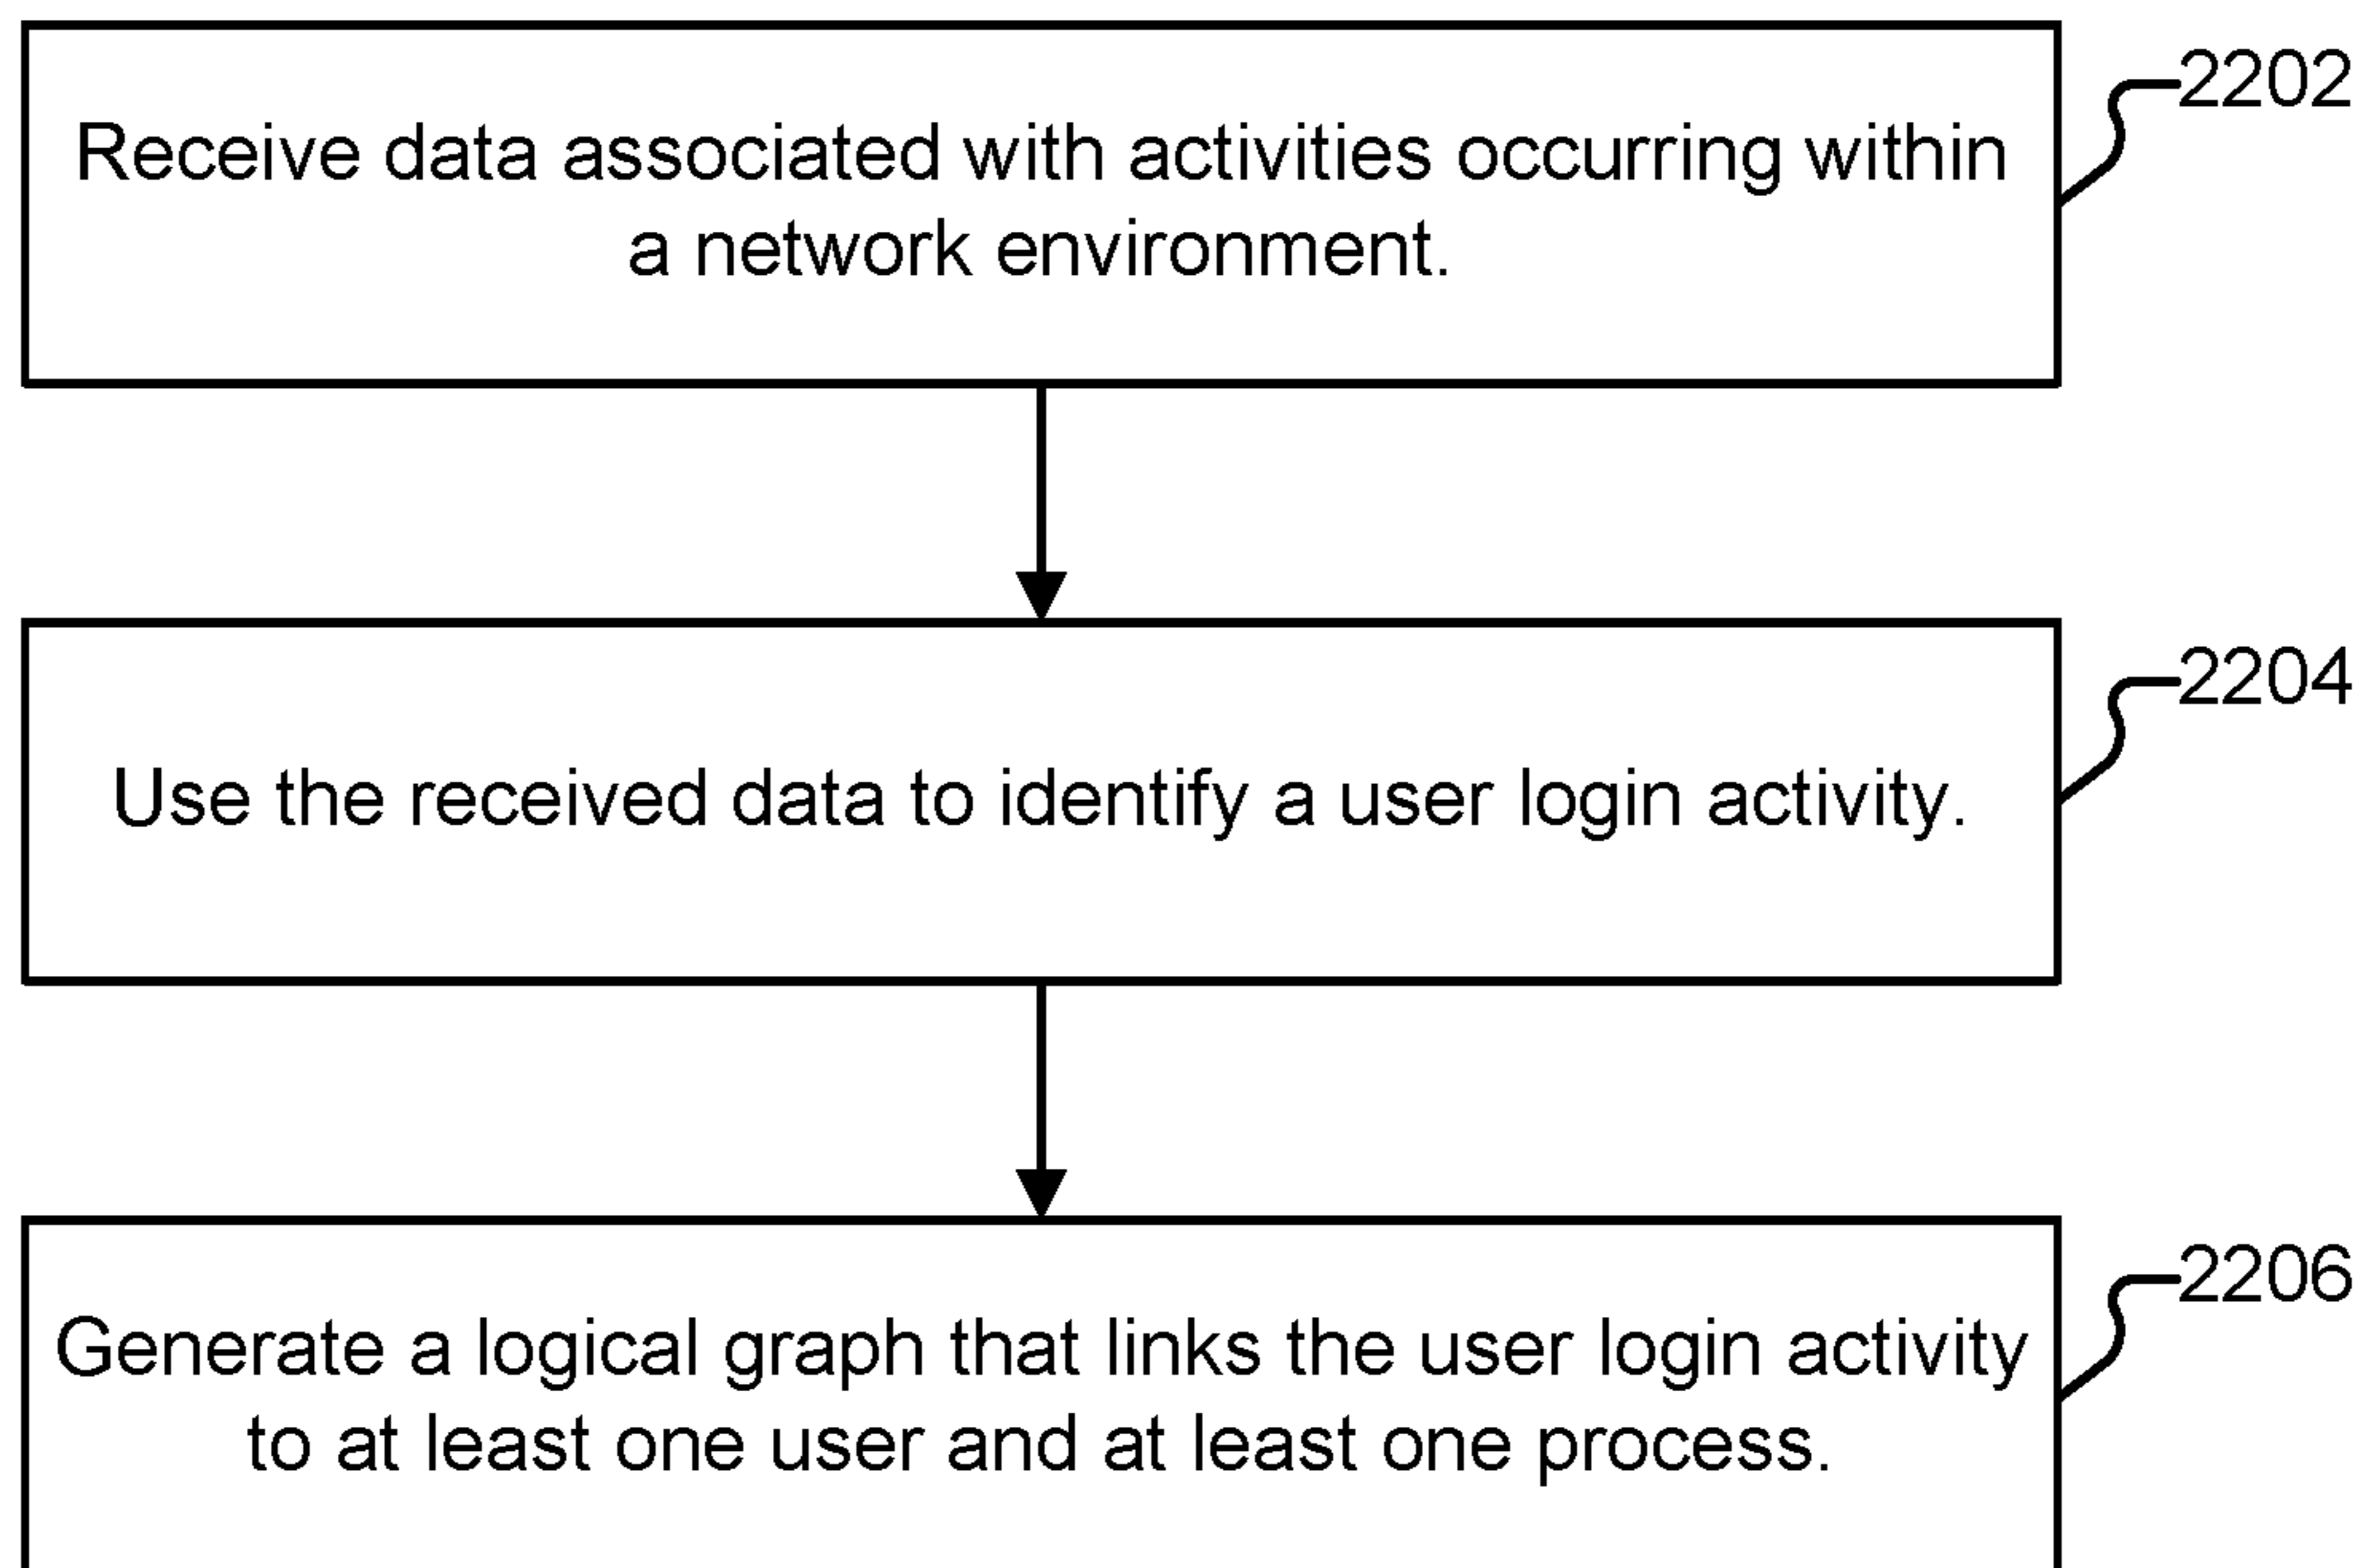 2202
Receive data associated with activities occurring within
a network environment.
2204
Use the received data to identify a user login activity.
2206
Generate a logical graph that links the user login activity
to at least one user and at least one process.